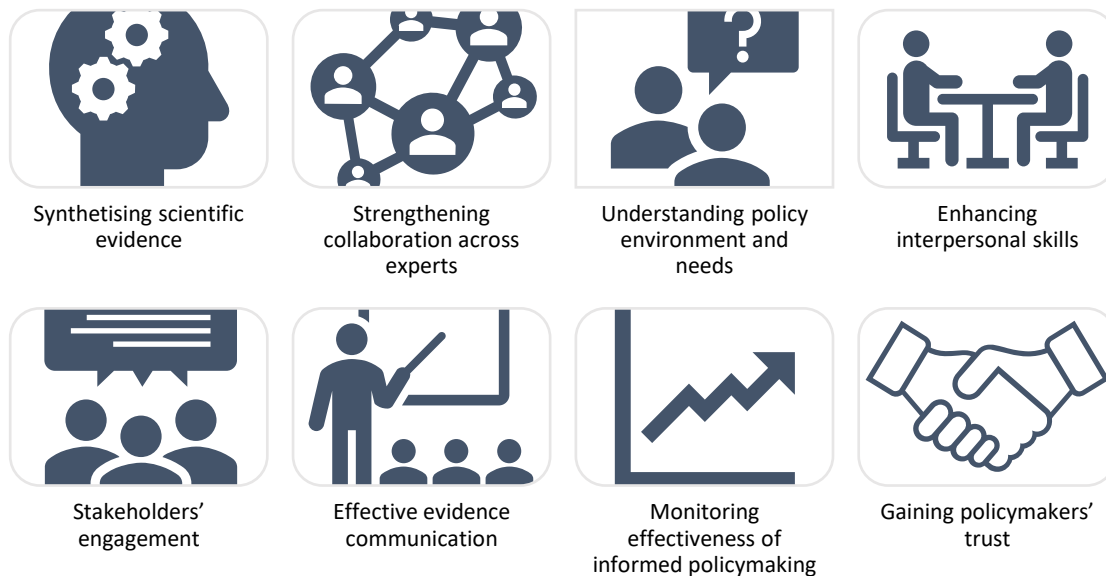 Synthetising scientific
evidence
Strengthening
collaboration across
experts
Understanding policy
environment and
needs
Enhancing
interpersonal skills
Stakeholders’
engagement
Effective evidence
communication
Monitoring
effectiveness of
informed policymaking
Gaining policymakers’
trust